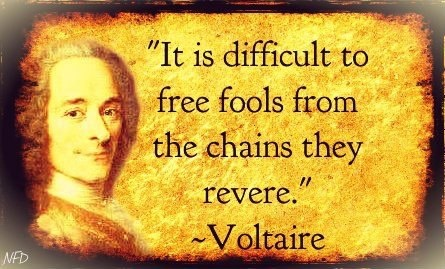 "It is difficult to
free fools from
the chains they
revere."
~Voltaire
NFD